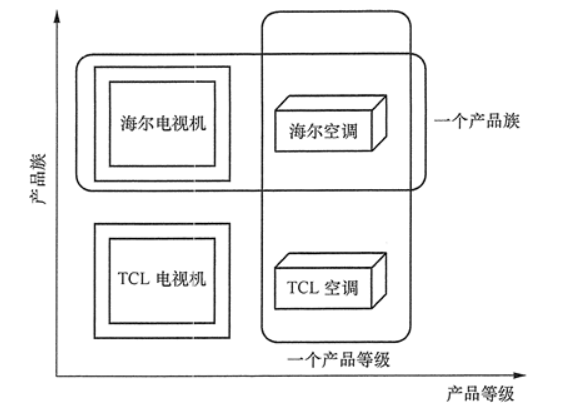 海尔电视机
海尔空调
一个产品族
产品族
TCL 电视机
TCL 空调
一个产品等级
产品等级